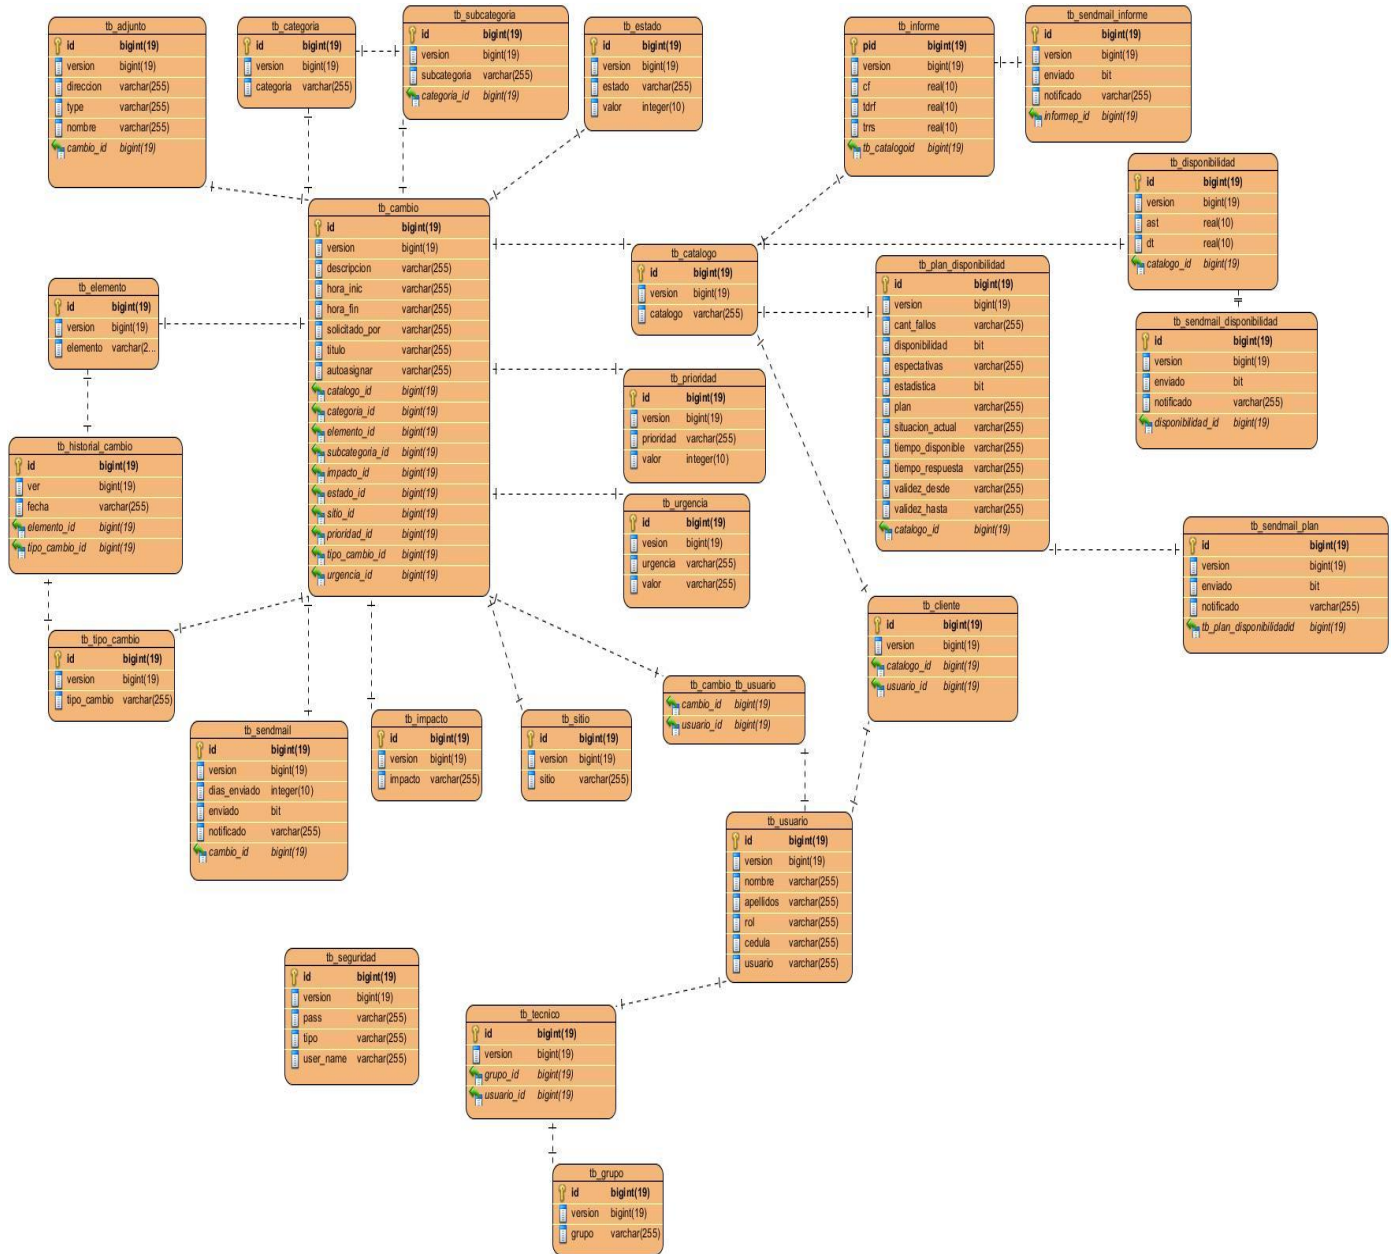 tb_adjunto
id bigint(19)
version bigint(19)
direccion varchar(255)
type varchar(255)
nombre varchar(255)
cambio_id bigint(19)
tb_categoria
id bigint(19)
version bigint(19)
categoria varchar(255)
tb_subcategoria
id bigint(19)
version bigint(19)
subcategoria varchar(255)
categoria_id bigint(19)
tb_estado
id bigint(19)
version bigint(19)
estado varchar(255)
valor integer(10)
tb_informe
pid bigint(19)
version bigint(19)
cf real(10)
tdrf real(10)
trrs real(10)
tb_catalogoid bigint(19)
tb_sendmail_informe
id bigint(19)
version bigint(19)
enviado bit
notificado varchar(255)
informep_id bigint(19)
tb_disponibilidad
id bigint(19)
version bigint(19)
ast real(10)
dt real(10)
catalogo_id bigint(19)
tb_cambio
id bigint(19)
version bigint(19)
descripcion varchar(255)
hora_inic varchar(255)
hora_fin varchar(255)
solicitado_por varchar(255)
titulo varchar(255)
autoasignar varchar(255)
catalogo_id bigint(19)
categoria_id bigint(19)
elemento_id bigint(19)
subcategoria_id bigint(19)
impacto_id bigint(19)
estado_id bigint(19)
sitio_id bigint(19)
prioridad_id bigint(19)
tipo_cambio_id bigint(19)
urgencia_id bigint(19)
tb_catalogo
id bigint(19)
version bigint(19)
catalogo varchar(255)
tb_plan_disponibilidad
id bigint(19)
version bigint(19)
cant_fallos varchar(255)
disponibilidad bit
espectativas varchar(255)
estadistica bit
plan varchar(255)
situacion_actual varchar(255)
tiempo_disponible varchar(255)
tiempo_respuesta varchar(255)
validez_desde varchar(255)
validez_hasta varchar(255)
catalogo_id bigint(19)
tb_sendmail_disponibilidad
id bigint(19)
version bigint(19)
enviado bit
notificado varchar(255)
disponibilidad_id bigint(19)
tb_elemento
id bigint(19)
version bigint(19)
elemento varchar(2...
tb_prioridad
id bigint(19)
version bigint(19)
prioridad varchar(255)
valor integer(10)
tb_historial_cambio
id bigint(19)
ver bigint(19)
fecha varchar(255)
elemento_id bigint(19)
tipo_cambio_id bigint(19)
tb_urgencia
id bigint(19)
vesion bigint(19)
urgencia varchar(255)
valor varchar(255)
tb_sendmail_plan
id bigint(19)
version bigint(19)
enviado bit
notificado varchar(255)
tb_plan_disponibilidadid bigint(19)
tb_cliente
id bigint(19)
version bigint(19)
catalogo_id bigint(19)
usuario_id bigint(19)
tb_tipo_cambio
id bigint(19)
version bigint(19)
tipo_cambio varchar(255)
tb_cambio_tb_usuario
cambio_id bigint(19)
usuario_id bigint(19)
tb_sendmail
id bigint(19)
version bigint(19)
dias_enviado integer(10)
enviado bit
notificado varchar(255)
cambio_id bigint(19)
tb_impacto
id bigint(19)
version bigint(19)
impacto varchar(255)
tb_sitio
id bigint(19)
version bigint(19)
sitio varchar(255)
tb_usuario
id bigint(19)
version bigint(19)
nombre varchar(255)
apellidos varchar(255)
rol varchar(255)
cedula varchar(255)
usuario varchar(255)
tb_seguridad
id bigint(19)
version bigint(19)
pass varchar(255)
tipo varchar(255)
user_name varchar(255)
tb_tecnico
id bigint(19)
version bigint(19)
grupo_id bigint(19)
usuario_id bigint(19)
tb_grupo
id bigint(19)
version bigint(19)
grupo varchar(255)